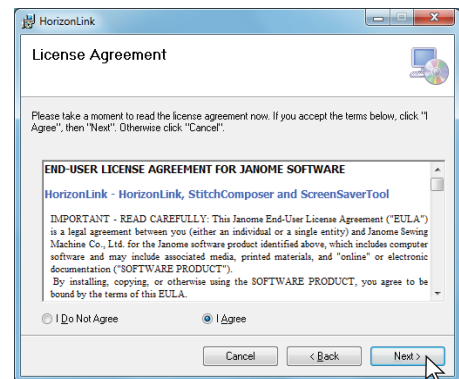 HorizonLink
License Agreement
Please take a moment to read the license agreement now. If you accept the terms below, click "I
Agree", then "Next". Otherwise click "Cancel".
END-USER LICENSE AGREEMENT FOR JANOME SOFTWARE
HorizonLink - HorizonLink, StitchComposer and ScreenSaverTool
IMPORTANT - READ CAREFULLY: This Janome End-User License Agreement ("EULA")
is a legal agreement between you (either an individual or a single entity) and Janome Sewing
Machine Co., Ltd. for the Janome software product identified above, which includes computer
software and may include associated media, printed materials, and "online" or electronic
documentation ("SOFTWARE PRODUCT").
By installing, copying, or otherwise using the SOFTWARE PRODUCT, you agree to be
bound by the terms of this EULA.
I Do Not Agree
I Agree
Cancel
< Back
Next >